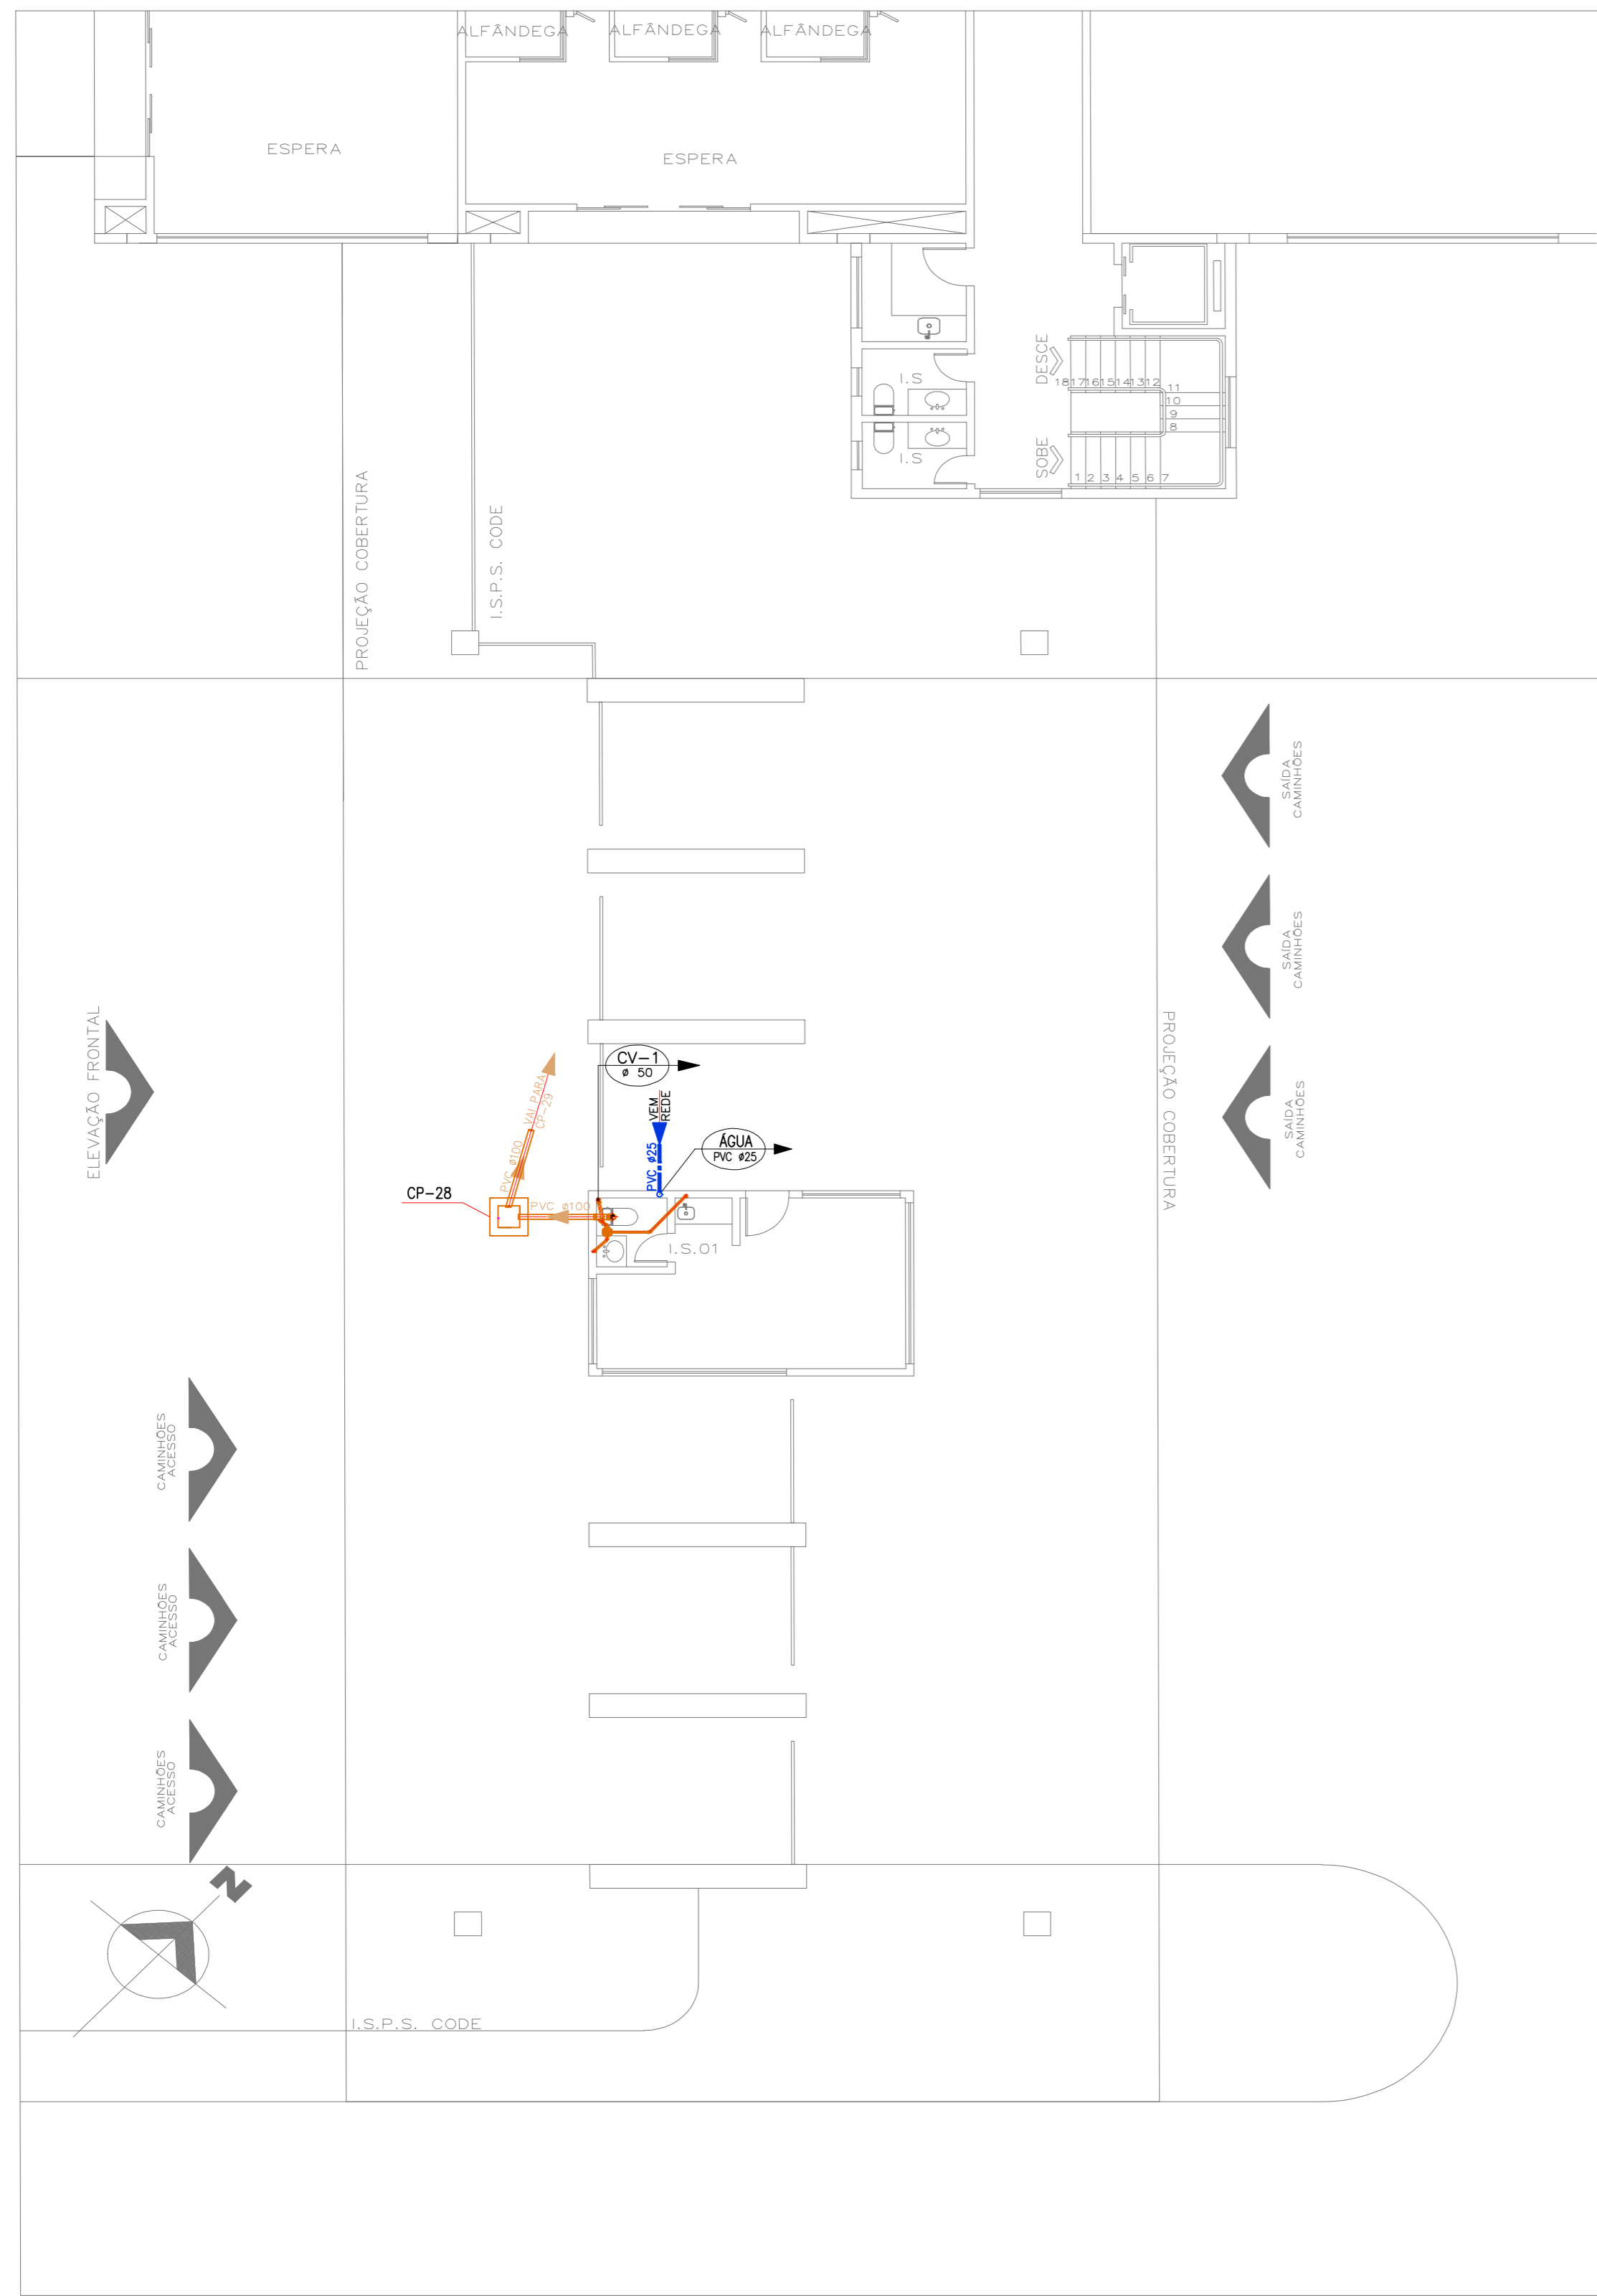 ALFÂNDEGA
ALFÂNDEGA
ALFÂNDEGA
ESPERA
ESPERA
I.S
I.S
DESCE
SOBE
18 17 16 15 14 13 12
11
10
9
8
1 2 3 4 5 6 7
PROJEÇÃO COBERTURA
I.S.P.S. CODE
SAÍDA
CAMINHÕES
SAÍDA
CAMINHÕES
SAÍDA
CAMINHÕES
PROJEÇÃO COBERTURA
ELEVAÇÃO FRONTAL
CV-1
ø 50
VEM
REDE
PVC ø25
ÁGUA
PVC ø25
VAI PARA
CP-29
PVC ø100
CP-28
PVC ø100
I.S.01
CAMINHÕES
ACESSO
CAMINHÕES
ACESSO
CAMINHÕES
ACESSO
N
I.S.P.S. CODE